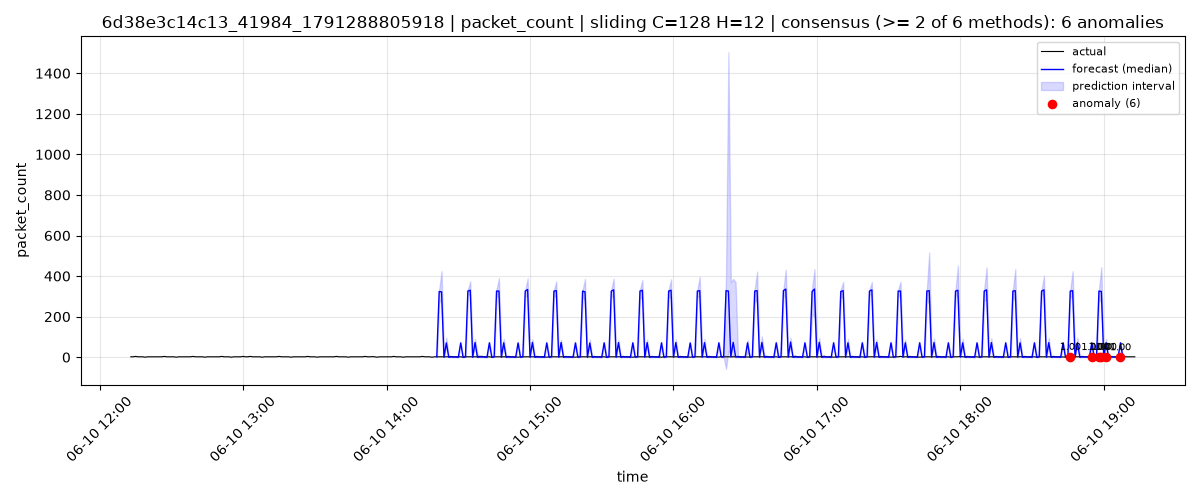 6d38e3c14c13_41984_1791288805918 | packet_count | sliding C=128 H=12 | consensus (>= 2 of 6 methods): 6 anomalies
actual
forecast (median)
prediction interval
anomaly (6)
packet_count
1400
1200
1000
800
600
400
200
0
06-10 12:00
06-10 13:00
06-10 14:00
06-10 15:00
06-10 16:00
06-10 17:00
06-10 18:00
06-10 19:00
time